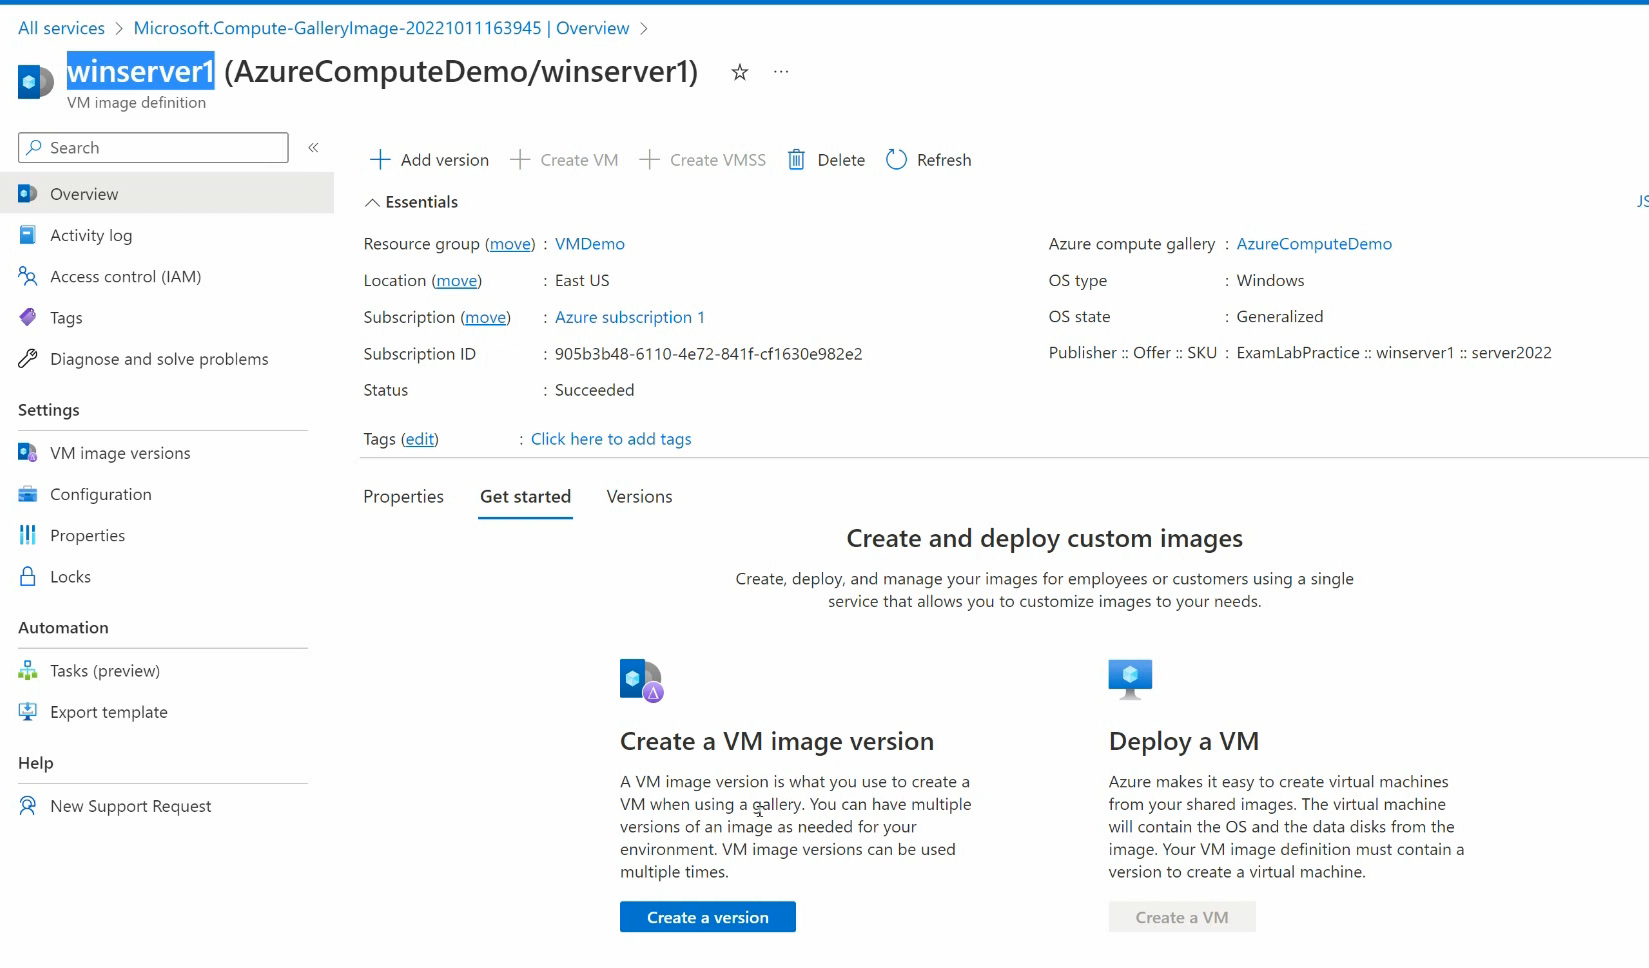 All services > Microsoft.Compute-GalleryImage-20221011163945 | Overview >
winserver1 (AzureComputeDemo/winserver1) ☆ ...
VM image definition
Search «
Overview
Activity log
Access control (IAM)
Tags
Diagnose and solve problems
Settings
VM image versions
Configuration
Properties
Locks
Automation
Tasks (preview)
Export template
Help
New Support Request
Add version Create VM Create VMSS Delete Refresh
Essentials
Resource group (move) : VMDemo
Location (move) : East US
Subscription (move) : Azure subscription 1
Subscription ID : 905b3b48-6110-4e72-841f-cf1630e982e2
Status : Succeeded
Azure compute gallery : AzureComputeDemo
OS type : Windows
OS state : Generalized
Publisher :: Offer :: SKU : ExamLabPractice :: winserver1 :: server2022
Tags (edit) : Click here to add tags
Properties Get started Versions
Create and deploy custom images
Create, deploy, and manage your images for employees or customers using a single
service that allows you to customize images to your needs.
Create a VM image version
A VM image version is what you use to create a
VM when using a gallery. You can have multiple
versions of an image as needed for your
environment. VM image versions can be used
multiple times.
Create a version
Deploy a VM
Azure makes it easy to create virtual machines
from your shared images. The virtual machine
will contain the OS and the data disks from the
image. Your VM image definition must contain a
version to create a virtual machine.
Create a VM